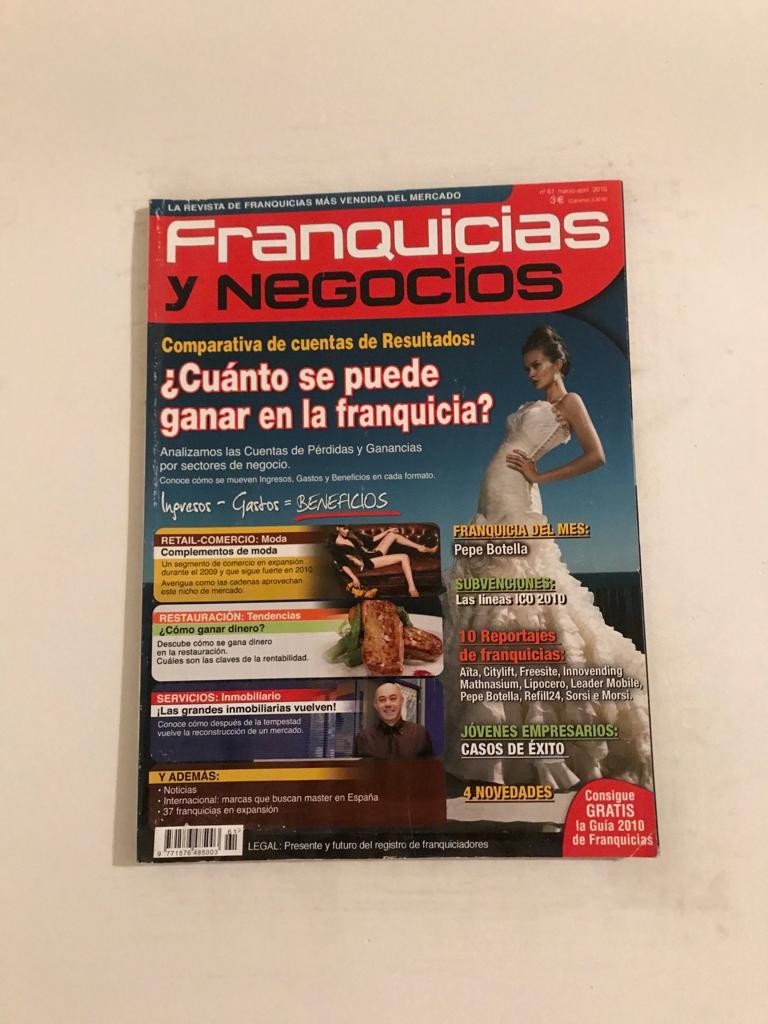 LA REVISTA DE FRANQUICIAS MÁS VENDIDA DEL MERCADO
nº 61 marzo-abril 2010
3€
Franquicias
y negocios
Comparativa de cuentas de Resultados:
¿Cuánto se puede
ganar en la franquicia?
Analizamos las Cuentas de Pérdidas y Ganancias
por sectores de negocio.
Conoce cómo se mueven Ingresos, Gastos y Beneficios en cada formato.
Ingresos - Gastos = BENEFICIOS
RETAIL-COMERCIO: Moda
Complementos de moda
Un segmento de comercio en expansión
durante el 2009 y que sigue fuerte en 2010.
Averigua como las cadenas aprovechan
este nicho de mercado.
RESTAURACIÓN: Tendencias
¿Cómo ganar dinero?
Descube cómo se gana dinero
en la restauración.
Cuáles son las claves de la rentabilidad.
SERVICIOS: Inmobiliario
¡Las grandes inmobiliarias vuelven!
Conoce cómo después de la tempestad
vuelve la reconstrucción de un mercado.
Y ADEMÁS:
• Noticias
• Internacional: marcas que buscan master en España
• 37 franquicias en expansión
FRANQUICIA DEL MES:
Pepe Botella
SUBVENCIONES:
Las líneas ICO 2010
10 Reportajes
de franquicias:
Aïta, Citylift, Freesite, Innovending
Mathnasium, Lipocero, Leader Mobile,
Pepe Botella, Refill24, Sorsi e Morsi.
JÓVENES EMPRESARIOS:
CASOS DE ÉXITO
4 NOVEDADES
Consigue
GRATIS
la Guía 2010
de Franquicias
9 771576 485003
LEGAL: Presente y futuro del registro de franquiciadores